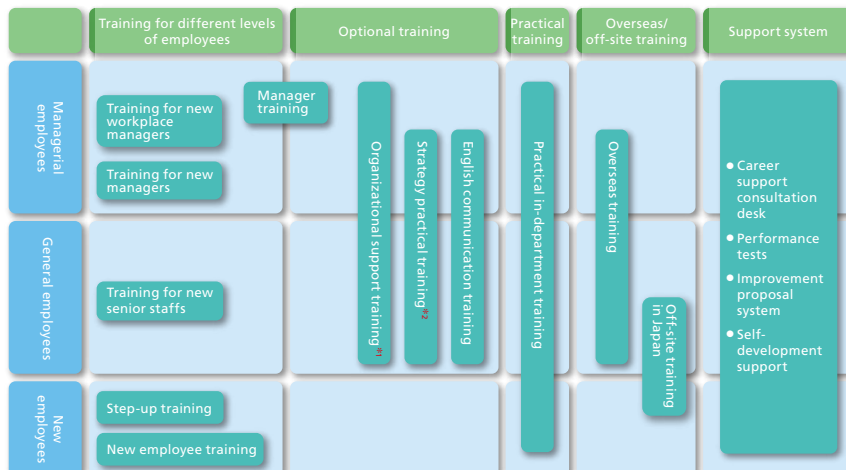 Training for different levels
of employees
Optional training
Practical
training
Overseas/
off-site training
Support system
Managerial
employees
Training for new
workplace
managers
Training for new
managers
Manager
training
Organizational support training*1
Strategy practical training*2
English communication training
Practical in-department training
Overseas training
Off-site training
in Japan
• Career
support
consultation
desk
• Performance
tests
• Improvement
proposal
system
• Self-
development
support
General employees
Training for new
senior staffs
New
employees
Step-up training
New employee training